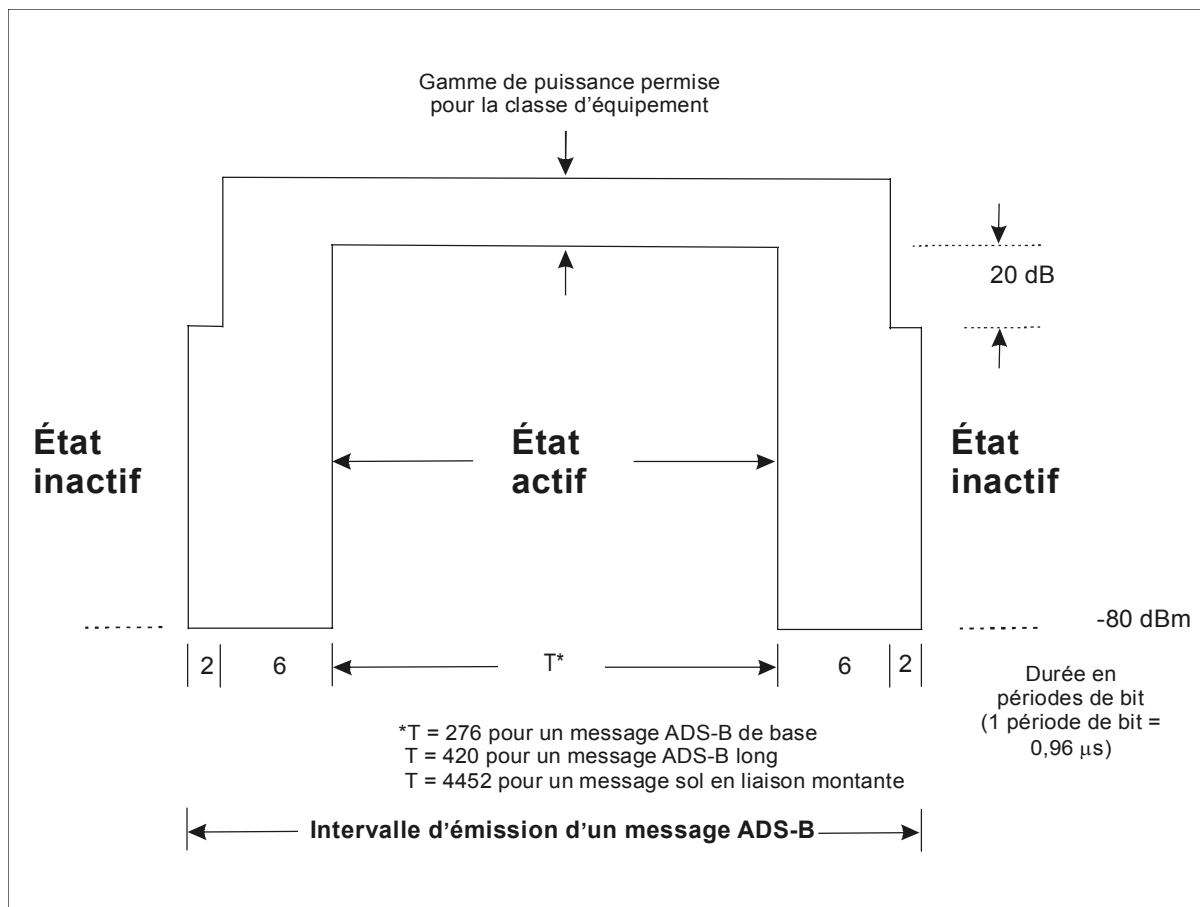 Gamme de puissance permise
pour la classe d'équipement
20 dB
État
inactif
État
actif
État
inactif
-80 dBm
2
6
T*
6
2
Durée en
périodes de bit
(1 période de bit =
0,96 μs)
*T = 276 pour un message ADS-B de base
T = 420 pour un message ADS-B long
T = 4452 pour un message sol en liaison montante
Intervalle d'émission d'un message ADS-B